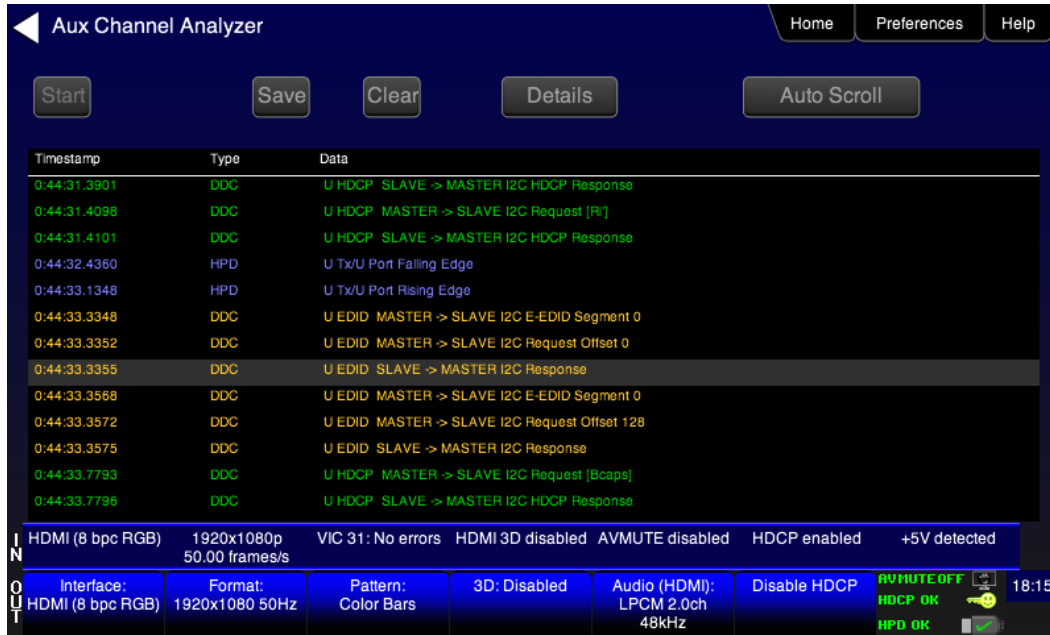 Aux Channel Analyzer
Home Preferences Help
Start Save Clear Details Auto Scroll
Timestamp Type Data
0:44:31.3901 DDC U HDCP SLAVE -> MASTER I2C HDCP Response
0:44:31.4098 DDC U HDCP MASTER -> SLAVE I2C Request [Ri']
0:44:31.4101 DDC U HDCP SLAVE -> MASTER I2C HDCP Response
0:44:32.4360 HPD U Tx/U Port Falling Edge
0:44:33.1348 HPD U Tx/U Port Rising Edge
0:44:33.3348 DDC U EDID MASTER -> SLAVE I2C E-EDID Segment 0
0:44:33.3352 DDC U EDID MASTER -> SLAVE I2C Request Offset 0
0:44:33.3355 DDC U EDID SLAVE -> MASTER I2C Response
0:44:33.3568 DDC U EDID MASTER -> SLAVE I2C E-EDID Segment 0
0:44:33.3572 DDC U EDID MASTER -> SLAVE I2C Request Offset 128
0:44:33.3575 DDC U EDID SLAVE -> MASTER I2C Response
0:44:33.7793 DDC U HDCP MASTER -> SLAVE I2C Request [Bcaps]
0:44:33.7796 DDC U HDCP SLAVE -> MASTER I2C HDCP Response
IN
HDMI (8 bpc RGB)
1920x1080p
50.00 frames/s
VIC 31: No errors
HDMI 3D disabled
AVMUTE disabled
HDCP enabled
+5V detected
OUT
Interface:
HDMI (8 bpc RGB)
Format:
1920x1080 50Hz
Pattern:
Color Bars
3D: Disabled
Audio (HDMI):
LPCM 2.0ch
48kHz
Disable HDCP
AVMUTE OFF
HDCP OK
HPD OK
18:15